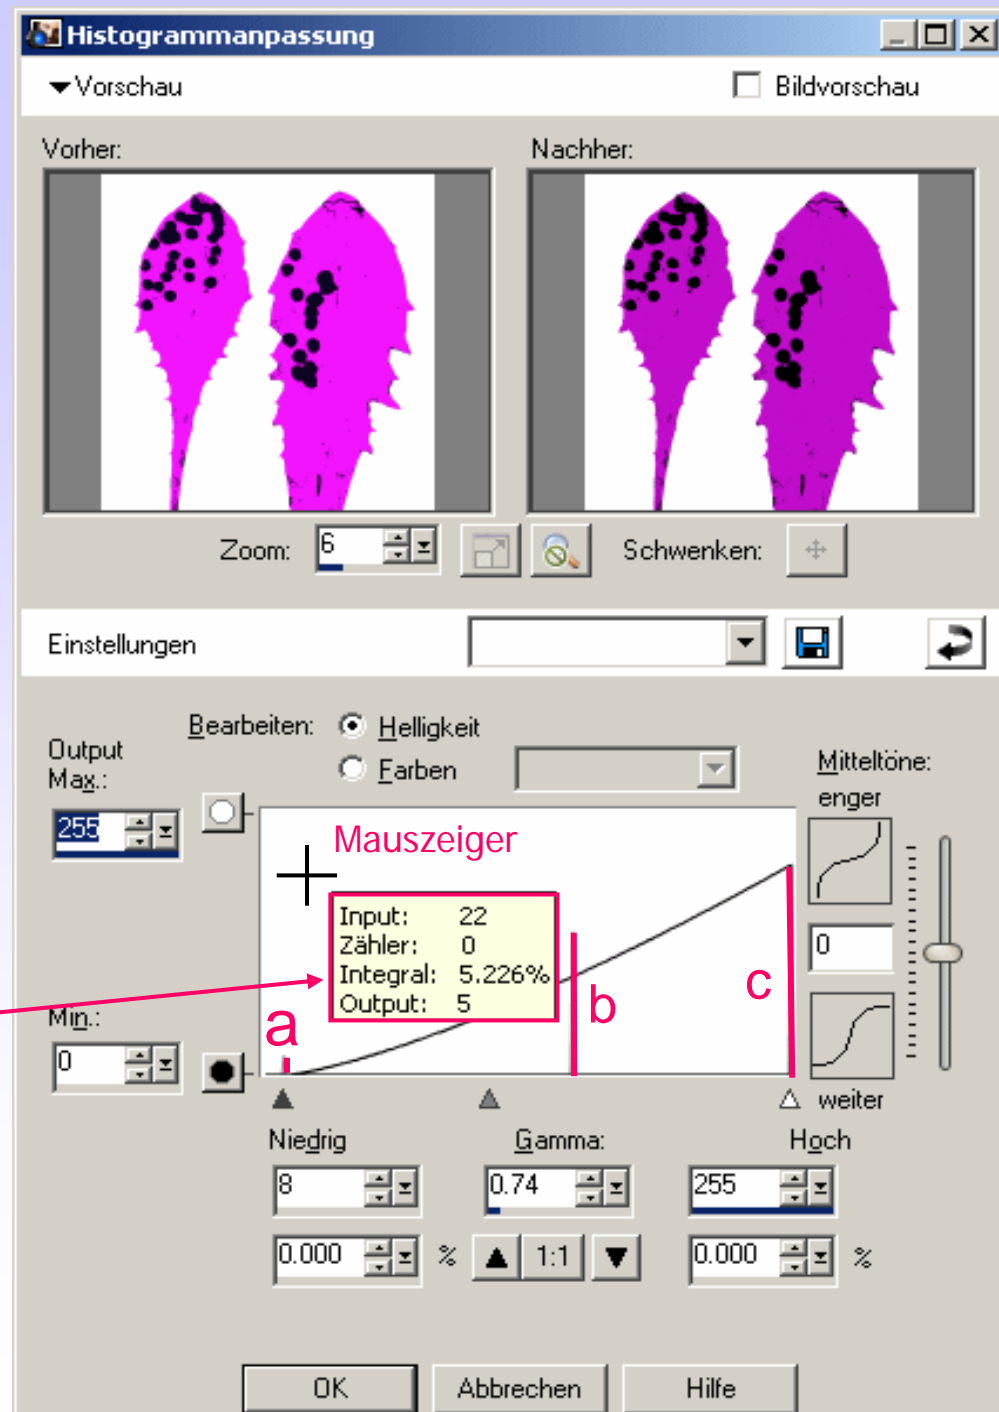 Histogrammanpassung
Vorschau
Bildvorschau
Vorher:
Nachher:
Zoom:
6
Schwenken:
Einstellungen
Bearbeiten:
Helligkeit
Farben
Output
Max.:
255
Mitteltöne:
enger
Mauszeiger
Input: 22
Zähler: 0
Integral: 5.226%
Output: 5
0
a
b
c
Min.:
0
weiter
Niedrig
Gamma:
Hoch
8
0.74
255
0.000 %
1:1
0.000 %
OK
Abbrechen
Hilfe